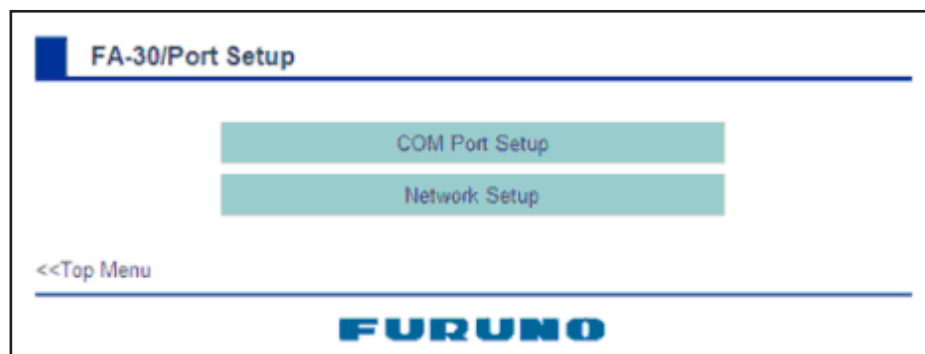 FA-30/Port Setup
COM Port Setup
Network Setup
<<Top Menu
FURUNO